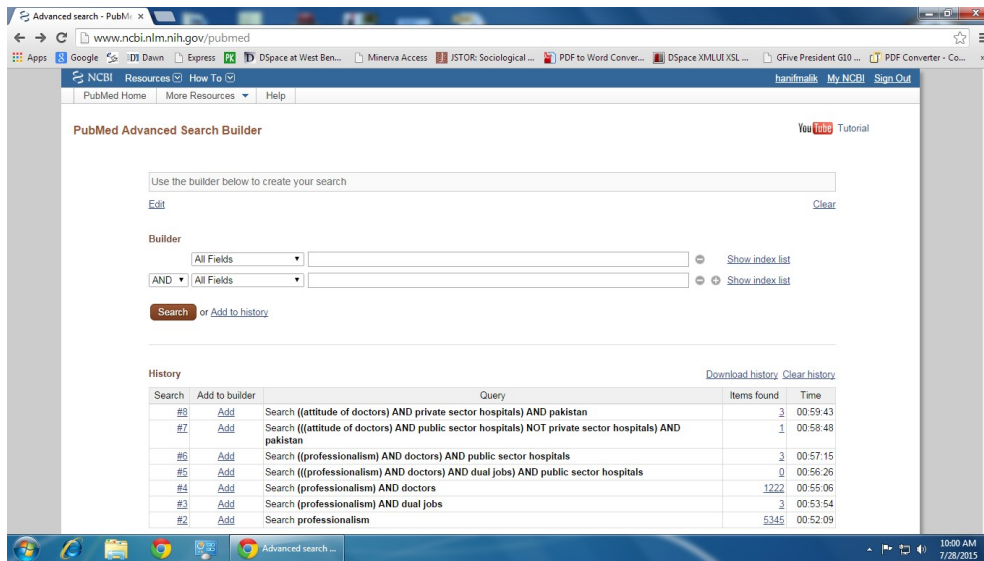 Advanced search - PubMe
www.ncbi.nlm.nih.gov/pubmed
Apps Google Dawn Express PK DSpace at West Ben... Minerva Access JSTOR: Sociological ... PDF to Word Conver... DSpace XMLUI XSL ... GFive President G10 ... PDF Converter - Co...
NCBI Resources How To hanifmalik My NCBI Sign Out
PubMed Home More Resources Help
PubMed Advanced Search Builder
YouTube Tutorial
Use the builder below to create your search
Edit Clear
Builder
All Fields Show index list
AND All Fields Show index list
Search or Add to history
History Download history Clear history
Search Add to builder Query Items found Time
#8 Add Search ((attitude of doctors) AND private sector hospitals) AND pakistan 3 00:59:43
#7 Add Search (((attitude of doctors) AND public sector hospitals) NOT private sector hospitals) AND 1 00:58:48
pakistan
#6 Add Search ((professionalism) AND doctors) AND public sector hospitals 3 00:57:15
#5 Add Search (((professionalism) AND doctors) AND dual jobs) AND public sector hospitals 0 00:56:26
#4 Add Search (professionalism) AND doctors 1222 00:55:06
#3 Add Search (professionalism) AND dual jobs 3 00:53:54
#2 Add Search professionalism 5345 00:52:09
Advanced search ...
10:00 AM
7/28/2015